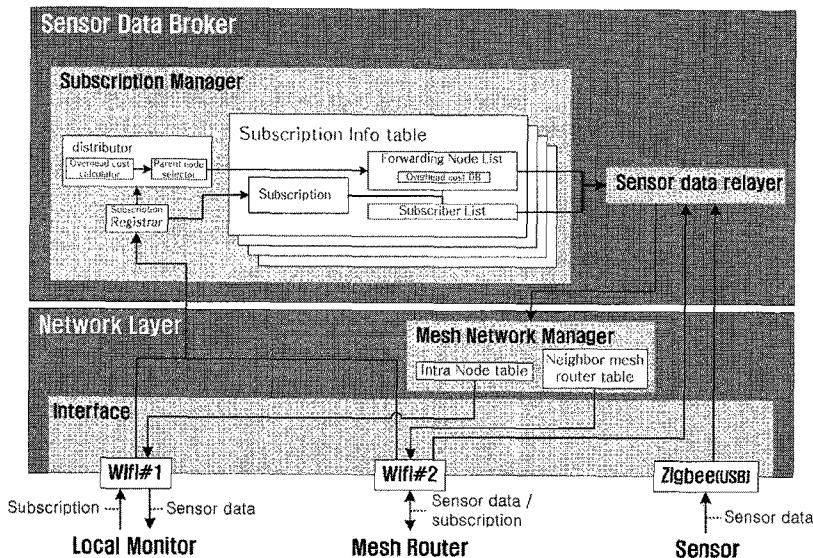 Sensor Data Broker
Subscription Manager
Subscription Info table
distributor
Overhead cost
calculator
Parent node
selector
Forwarding Node List
Overhead cost DB
Subscription
Subscriber List
Subscription
Registrar
Sensor data relayer
Network Layer
Mesh Network Manager
Intra Node table
Neighbor mesh
router table
Interface
Wifi#1
Wifi#2
Zigbee(USB)
Subscription
Sensor data
Sensor data /
subscription
Sensor data
Local Monitor
Mesh Router
Sensor